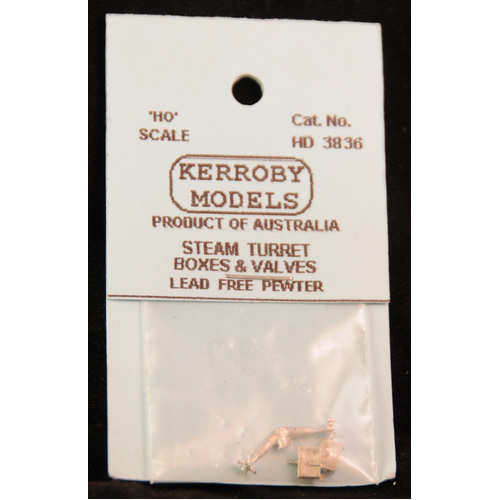 'HO' Cat. No.
SCALE HD 3836
KERROBY
MODELS
PRODUCT OF AUSTRALIA
STEAM TURRET
BOXES & VALVES
LEAD FREE PEWTER